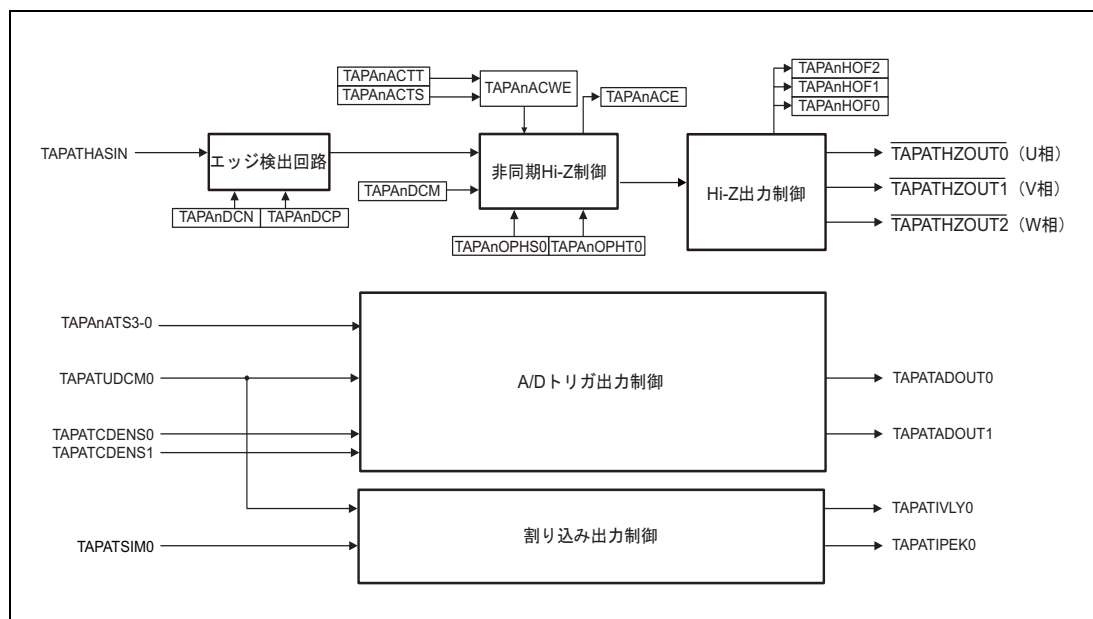 TAPAnACTT
TAPAnACTS
TAPAnACWE
TAPAnACE
TAPAnHOF2
TAPAnHOF1
TAPAnHOF0
TAPATHASIN
エッジ検出回路
TAPAnDCN
TAPAnDCP
TAPAnDCM
非同期Hi-Z制御
TAPAnOPHS0
TAPAnOPHT0
Hi-Z出力制御
TAPATHZOUT0（U相）
TAPATHZOUT1（V相）
TAPATHZOUT2（W相）
TAPAnATS3-0
TAPATUDCM0
TAPATCDENS0
TAPATCDENS1
A/Dトリガ出力制御
TAPATADOUT0
TAPATADOUT1
TAPATSIM0
割り込み出力制御
TAPATIVLY0
TAPATIPEK0